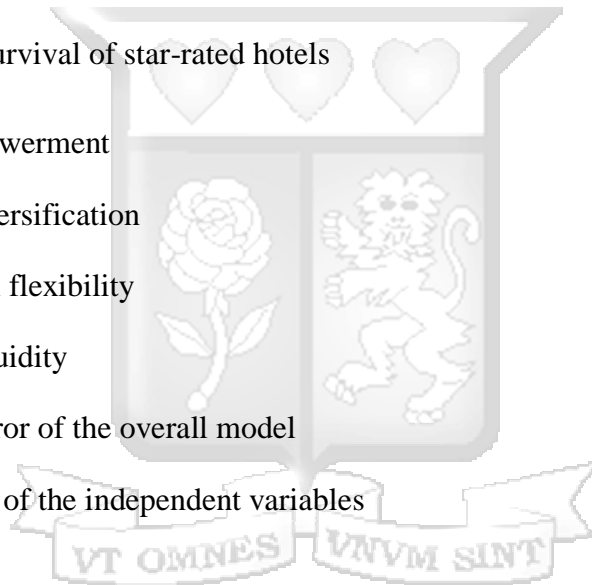 urvival of star-rated hotels
werment
ersification
flexibility
uidity
ror of the overall model
of the independent variables
VT OMNES VNVM SINT